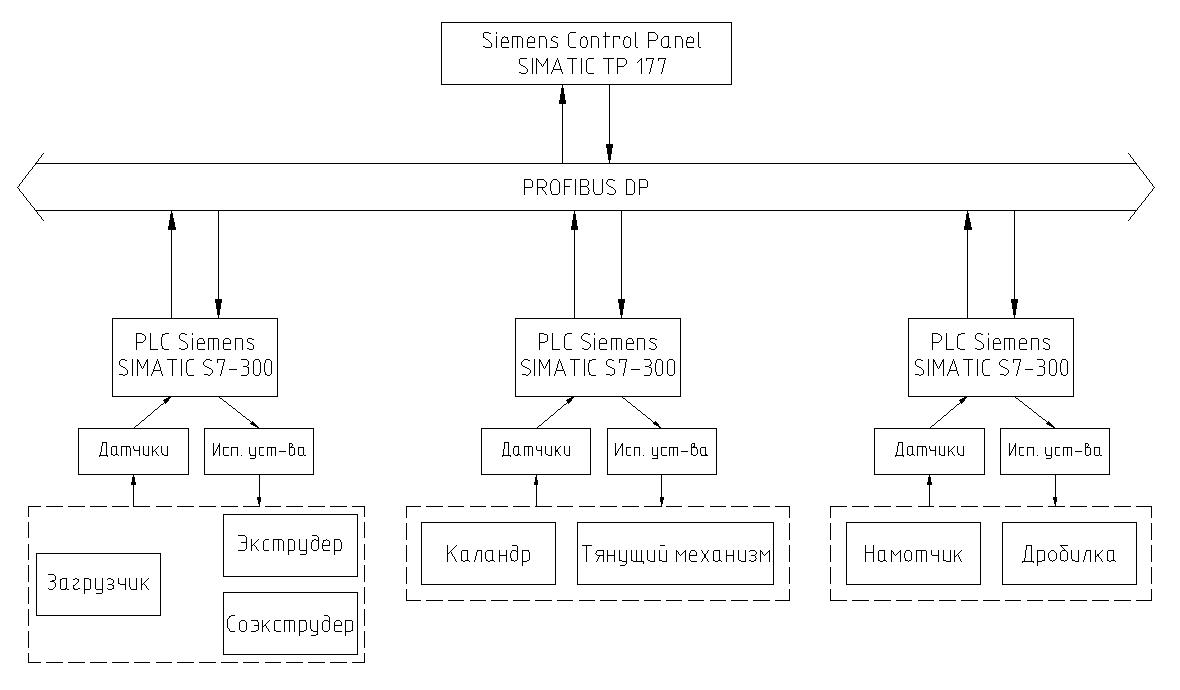 Siemens Control Panel
SIMATIC TP 177
PROFIBUS DP
PLC Siemens
SIMATIC S7-300
PLC Siemens
SIMATIC S7-300
PLC Siemens
SIMATIC S7-300
Датчики
Исп. уст-ва
Датчики
Исп. уст-ва
Датчики
Исп. уст-ва
Загрузчик
Экструдер
Соэкструдер
Каландр
Тянущий механизм
Намотчик
Дробилка